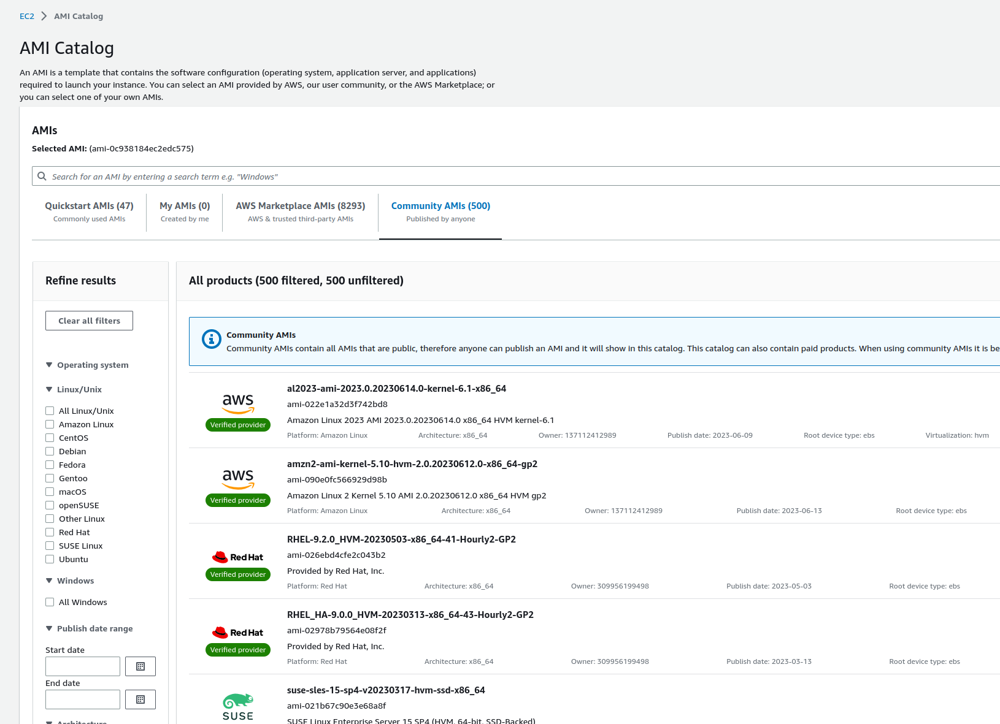 EC2 > AMI Catalog
AMI Catalog
An AMI is a template that contains the software configuration (operating system, application server, and applications)
required to launch your instance. You can select an AMI provided by AWS, our user community, or the AWS Marketplace; or
you can select one of your own AMIs.
AMIs
Selected AMI: (ami-0c938184ec2edc575)
Search for an AMI by entering a search term e.g. "Windows"
Quickstart AMIs (47) My AMIs (0) AWS Marketplace AMIs (8293) Community AMIs (500)
Commonly used AMIs Created by me AWS & trusted third-party AMIs Published by anyone
Refine results
Clear all filters
Operating system
Linux/Unix
All Linux/Unix
Amazon Linux
CentOS
Debian
Fedora
Gentoo
macOS
openSUSE
Other Linux
Red Hat
SUSE Linux
Ubuntu
Windows
All Windows
Publish date range
Start date
End date
Architecture
All products (500 filtered, 500 unfiltered)
Community AMIs
Community AMIs contain all AMIs that are public, therefore anyone can publish an AMI and it will show in this catalog. This catalog can also contain paid products. When using community AMIs it is be
aws
Verified provider
al2023-ami-2023.0.20230614.0-kernel-6.1-x86_64
ami-022e1a32d3f742bd8
Amazon Linux 2023 AMI 2023.0.20230614.0 x86_64 HVM kernel-6.1
Platform: Amazon Linux Architecture: x86_64 Owner: 137112412989 Publish date: 2023-06-09 Root device type: ebs Virtualization: hvm
aws
Verified provider
amzn2-ami-kernel-5.10-hvm-2.0.20230612.0-x86_64-gp2
ami-090e0fc566929d98b
Amazon Linux 2 Kernel 5.10 AMI 2.0.20230612.0 x86_64 HVM gp2
Platform: Amazon Linux Architecture: x86_64 Owner: 137112412989 Publish date: 2023-06-13 Root device type: ebs
Red Hat
Verified provider
RHEL-9.2.0_HVM-20230503-x86_64-41-Hourly2-GP2
ami-026ebd4cfe2c043b2
Provided by Red Hat, Inc.
Platform: Red Hat Architecture: x86_64 Owner: 309956199498 Publish date: 2023-05-03 Root device type: ebs
Red Hat
Verified provider
RHEL_HA-9.0.0_HVM-20230313-x86_64-43-Hourly2-GP2
ami-02978b79564e08f2f
Provided by Red Hat, Inc.
Platform: Red Hat Architecture: x86_64 Owner: 309956199498 Publish date: 2023-03-13 Root device type: ebs
SUSE
suse-sles-15-sp4-v20230317-hvm-ssd-x86_64
ami-021b67c90e3e68a8f
SUSE Linux Enterprise Server 15 SP4 (HVM, 64-bit, SSD-Backed)